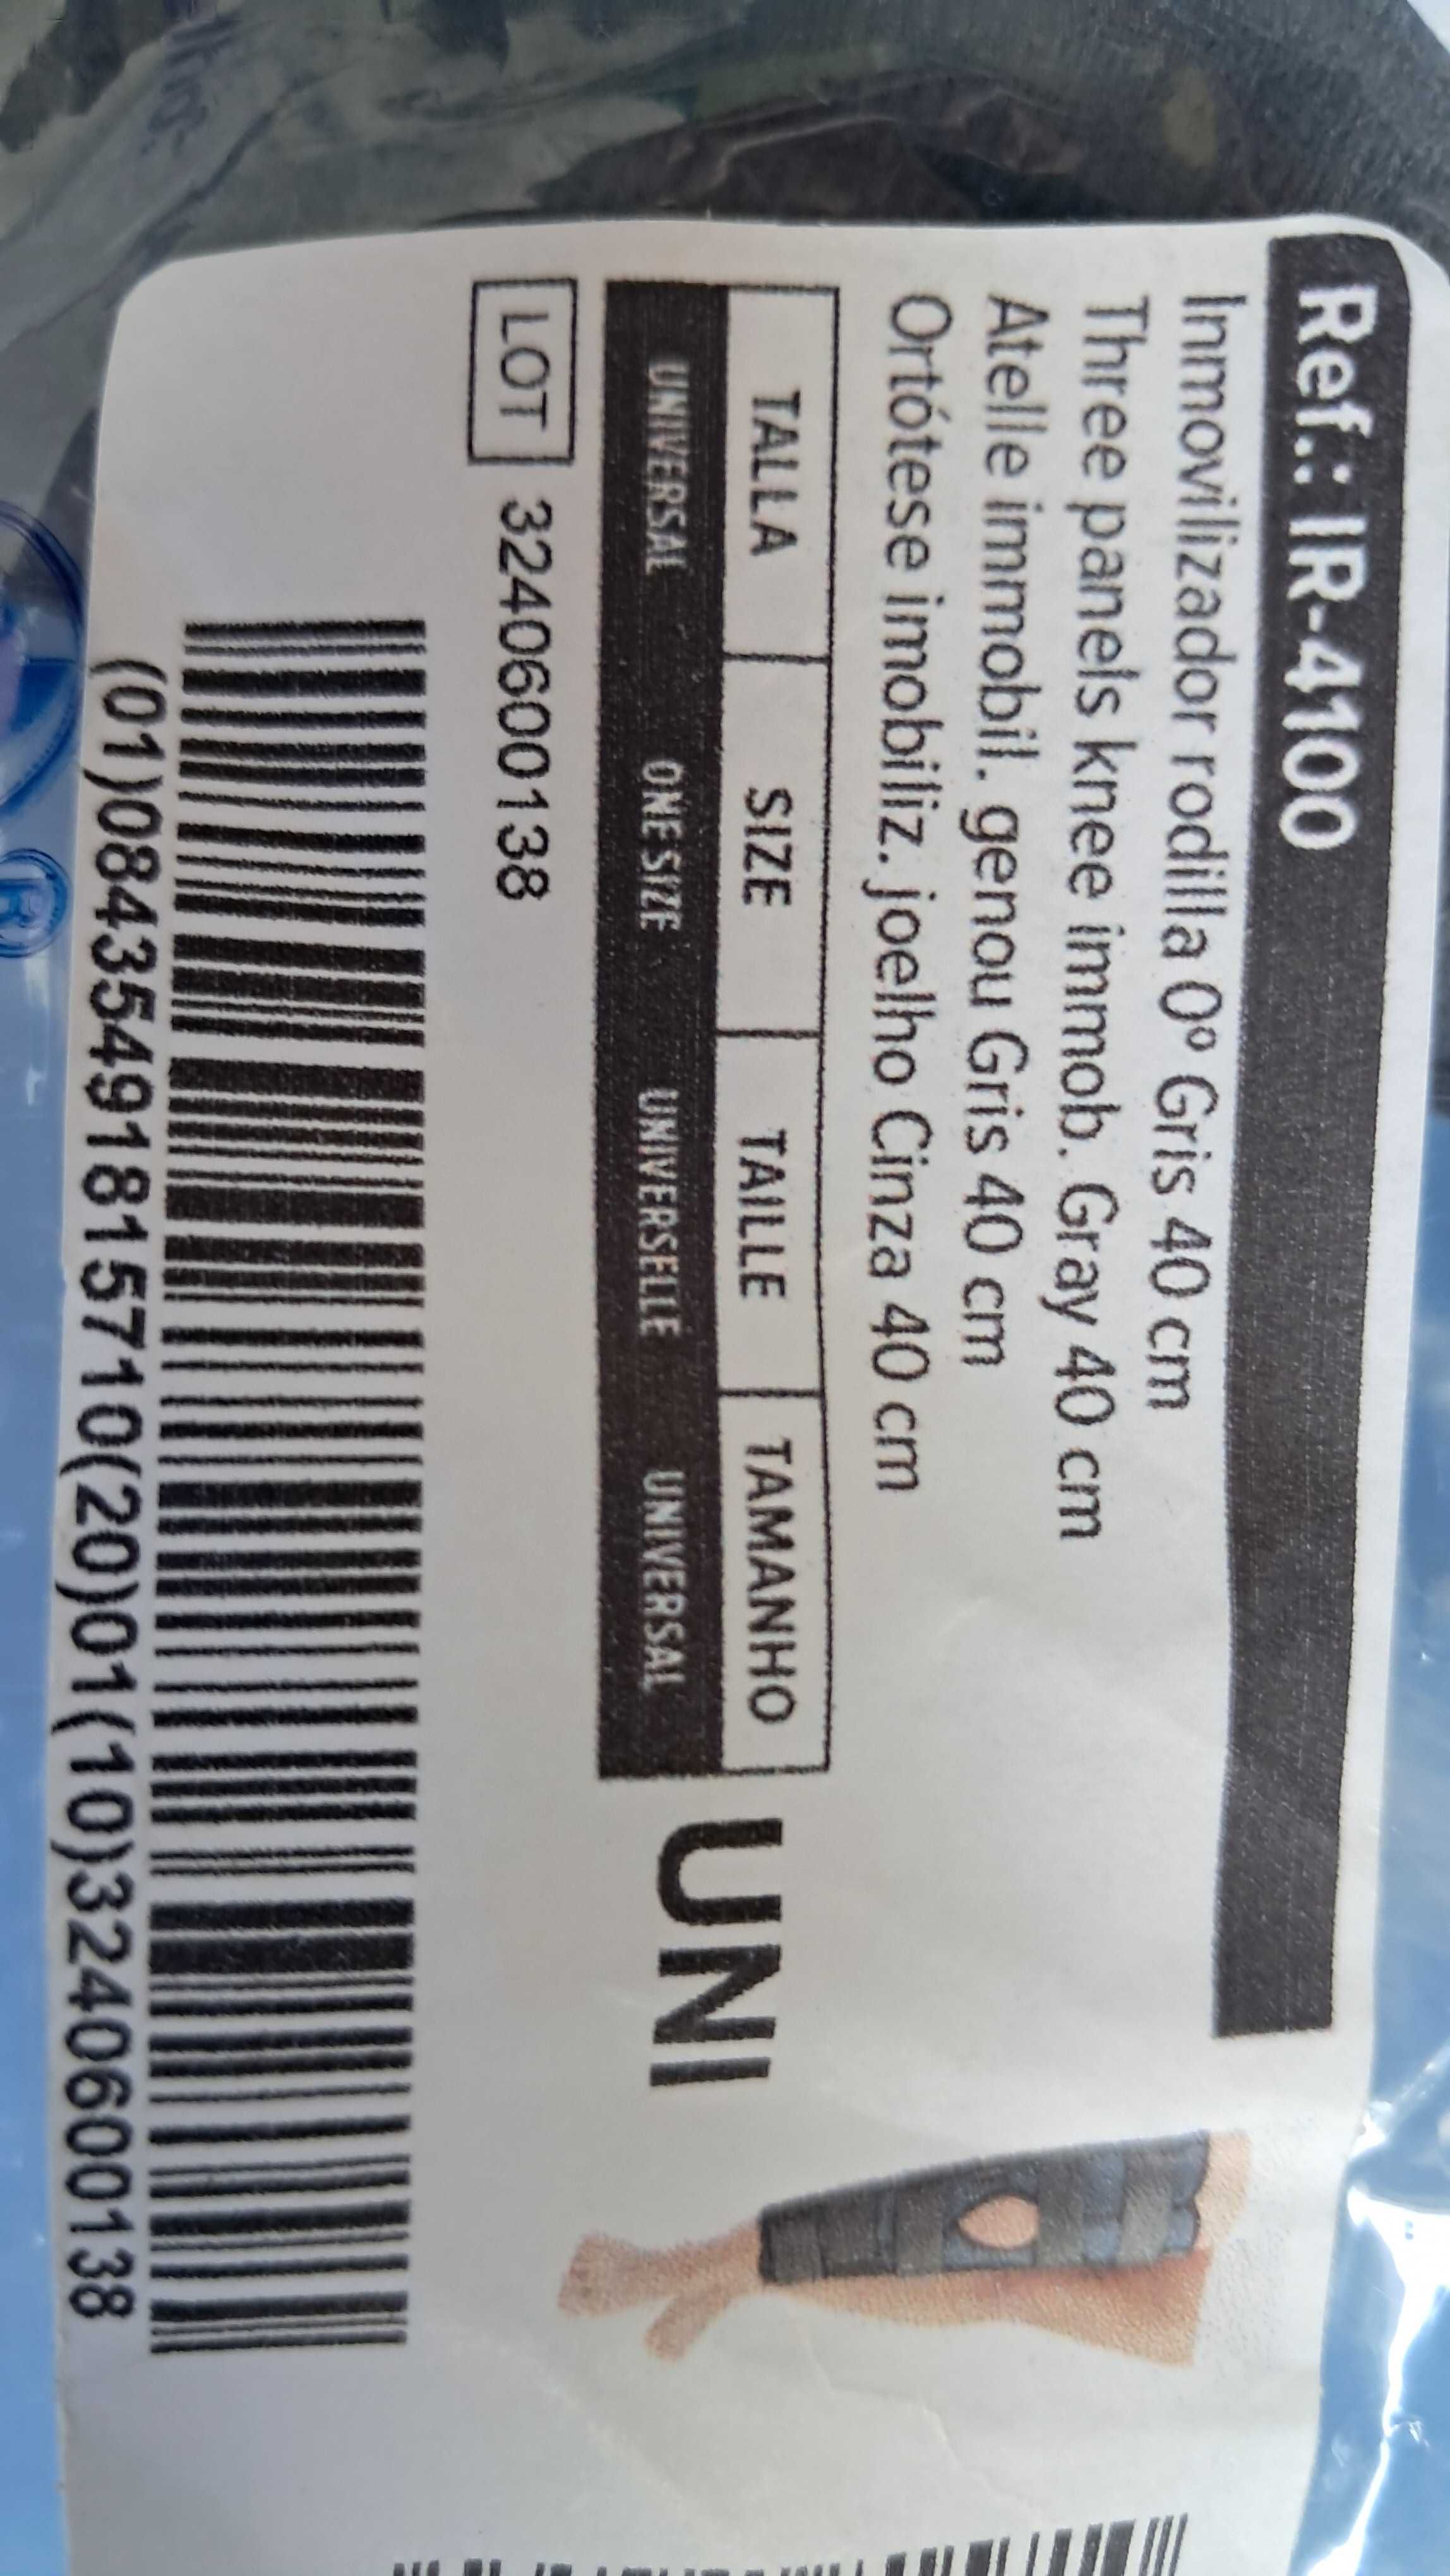 Ref.: IR-4100
Inmovilizador rodilla 0º Gris 40 cm
Three panels knee immob. Gray 40 cm
Atelle immobil. genou Gris 40 cm
Ortótese imobiliz. joelho Cinza 40 cm
TALLA SIZE TAILLE TAMANHO
UNIVERSAL ONE SIZE UNIVERSELLE UNIVERSAL
UNI
LOT 3240600138
(01)08435491815710(20)01(10)3240600138
®